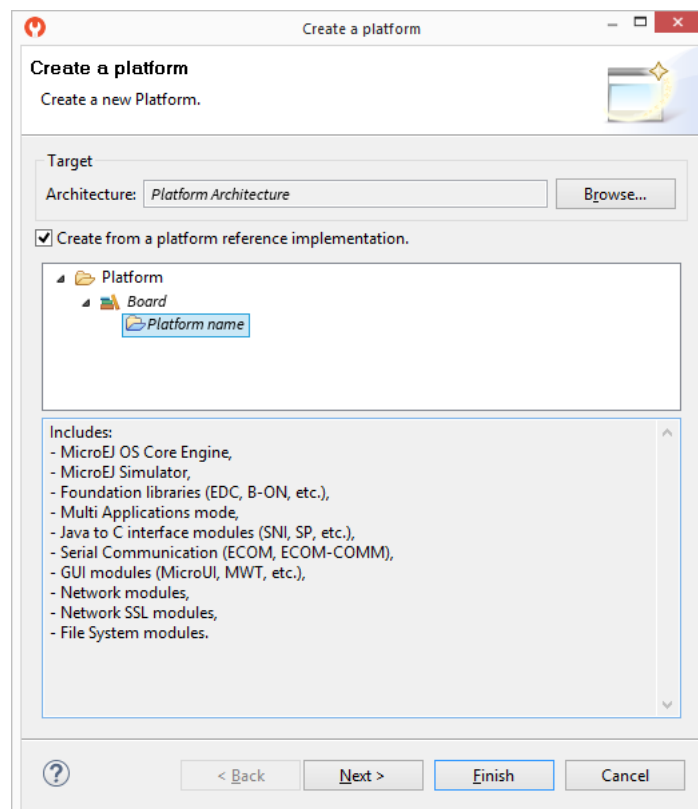 Create a platform
Create a platform
Create a new Platform.
Target
Architecture: Platform Architecture Browse...
Create from a platform reference implementation.
Platform
Board
Platform name
Includes:
- MicroEJ OS Core Engine,
- MicroEJ Simulator,
- Foundation libraries (EDC, B-ON, etc.),
- Multi Applications mode,
- Java to C interface modules (SNI, SP, etc.),
- Serial Communication (ECOM, ECOM-COMM),
- GUI modules (MicroUI, MWT, etc.),
- Network modules,
- Network SSL modules,
- File System modules.
? < Back Next > Finish Cancel